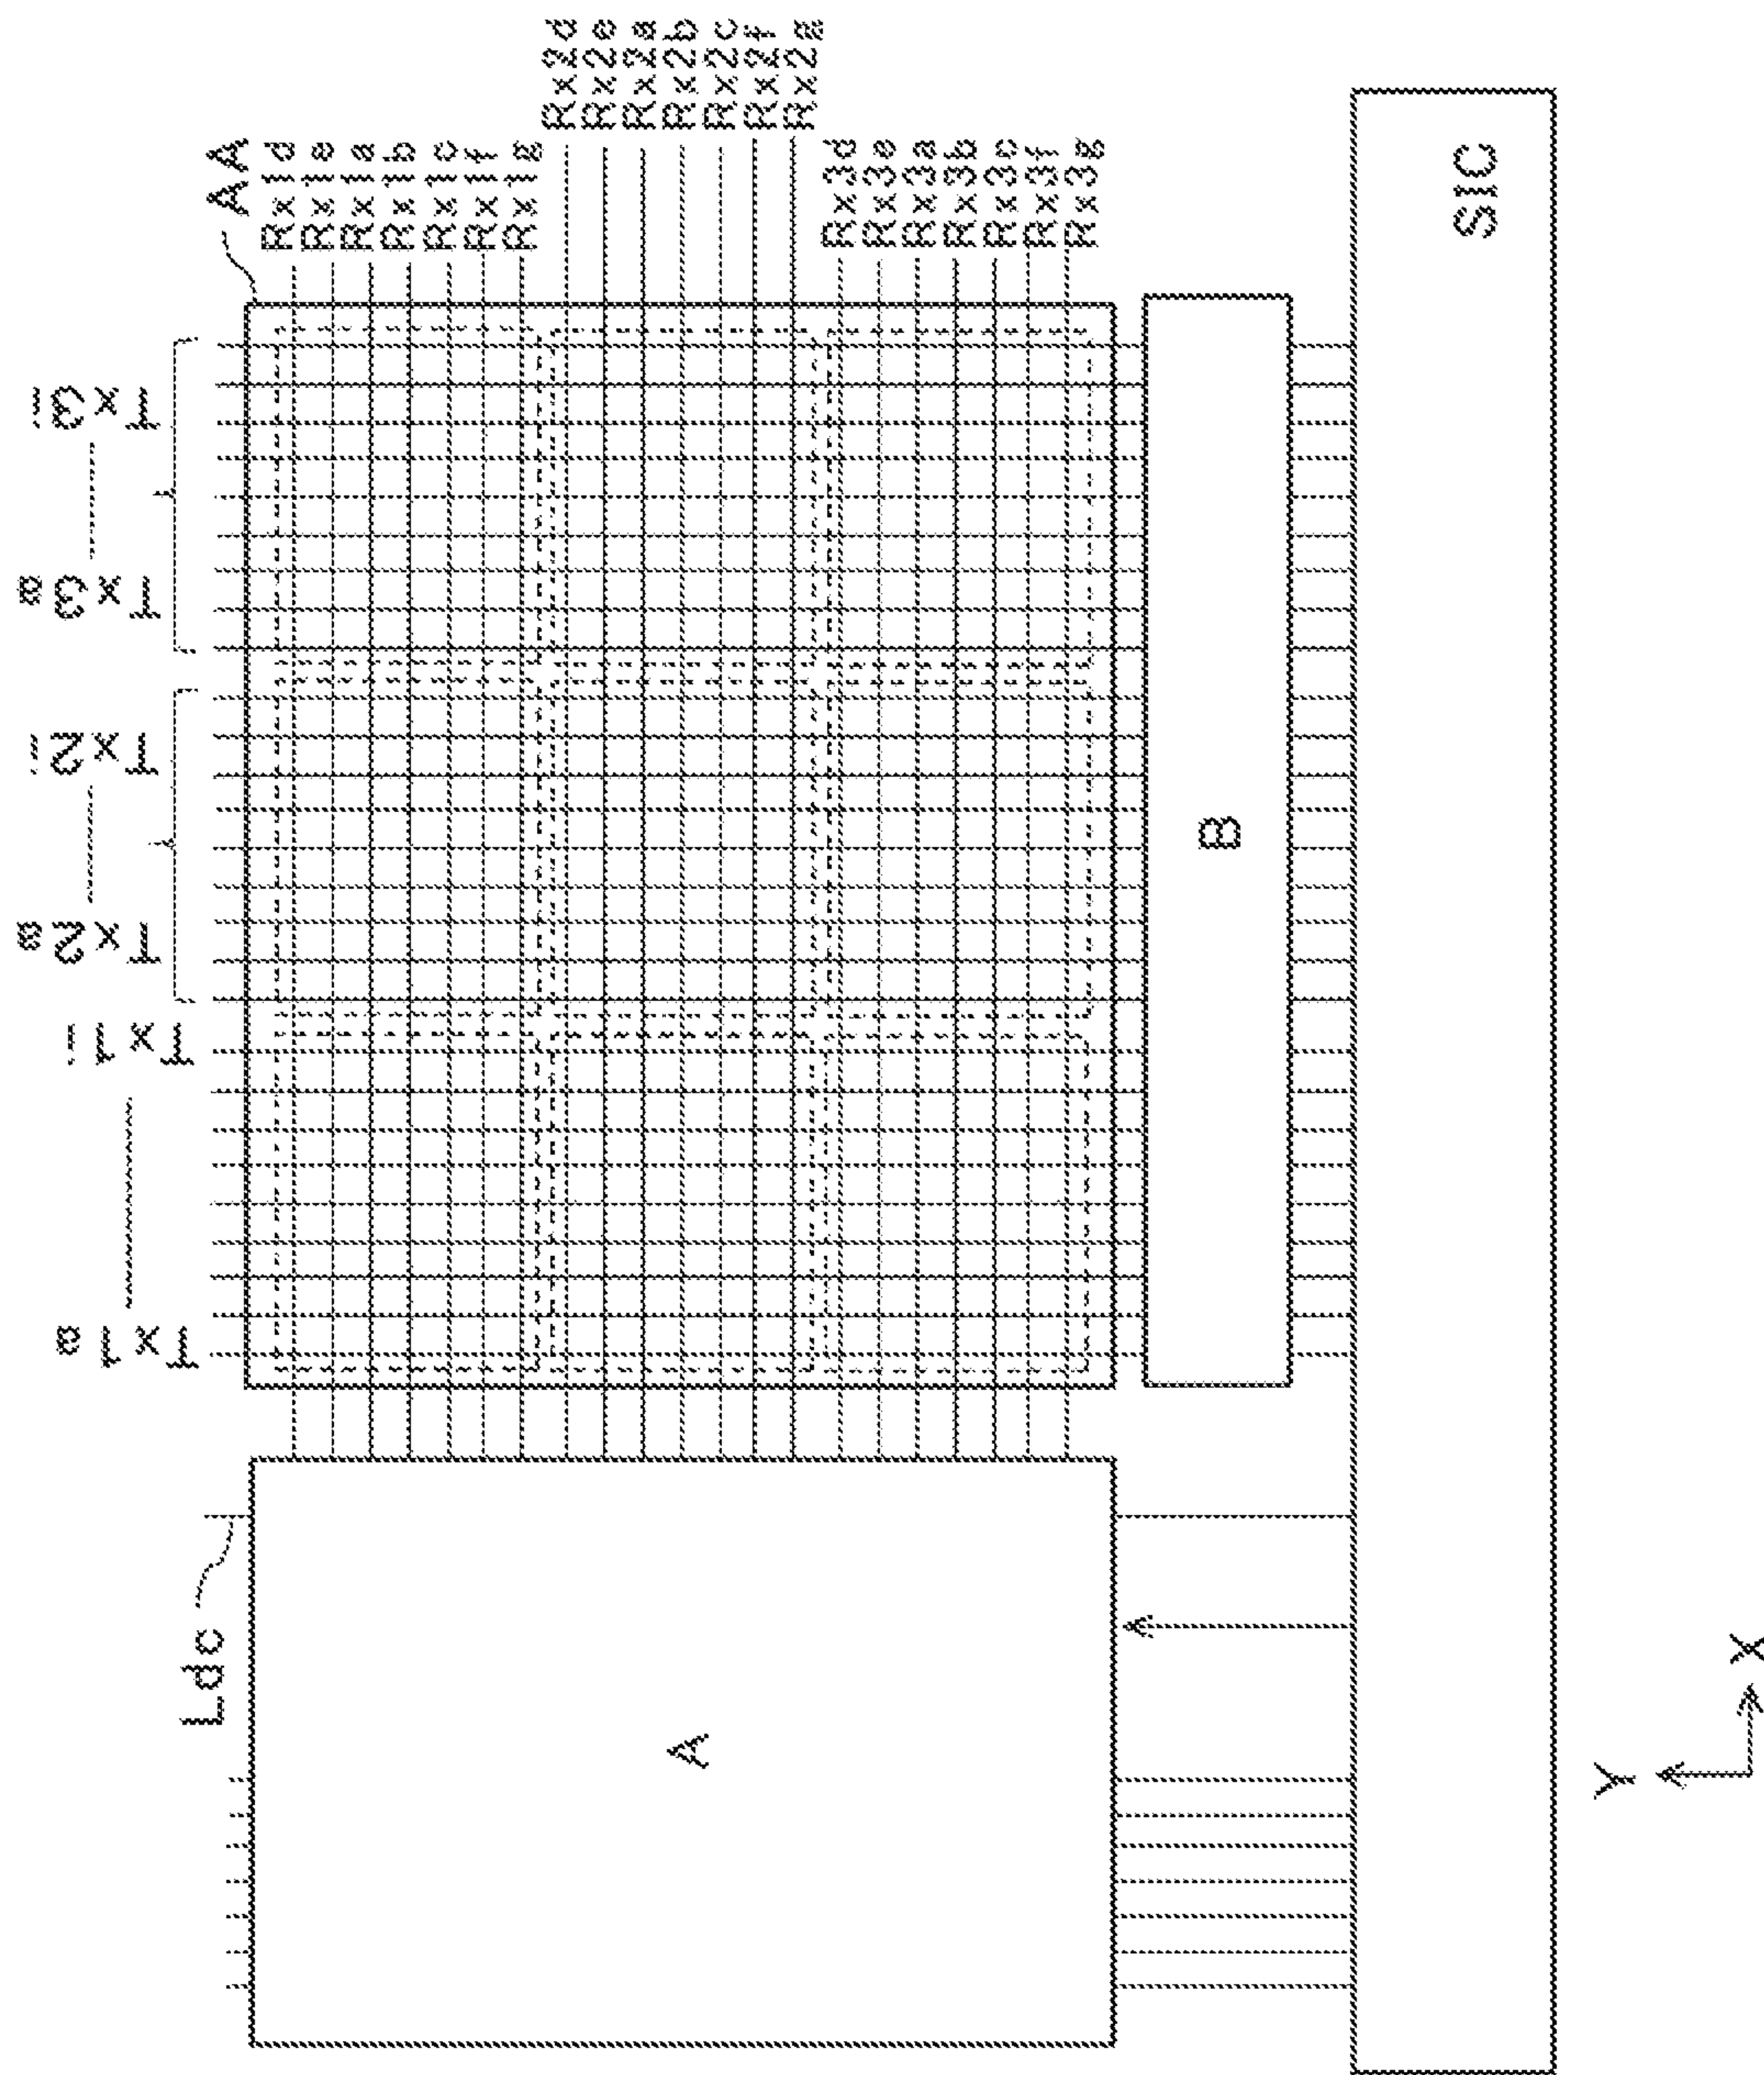 Tx1a
Tx1i
Tx2a
Tx2i
Tx3a
Tx3i
AA
Rx1d
Rx1e
Rx1a
Rx1b
Rx1c
Rx1f
Rx1g
Rx2d
Rx2e
Rx2a
Rx2b
Rx2c
Rx2f
Rx2g
Rx3d
Rx3e
Rx3a
Rx3b
Rx3c
Rx3f
Rx3g
Ldc
A
B
SIC
Y
X